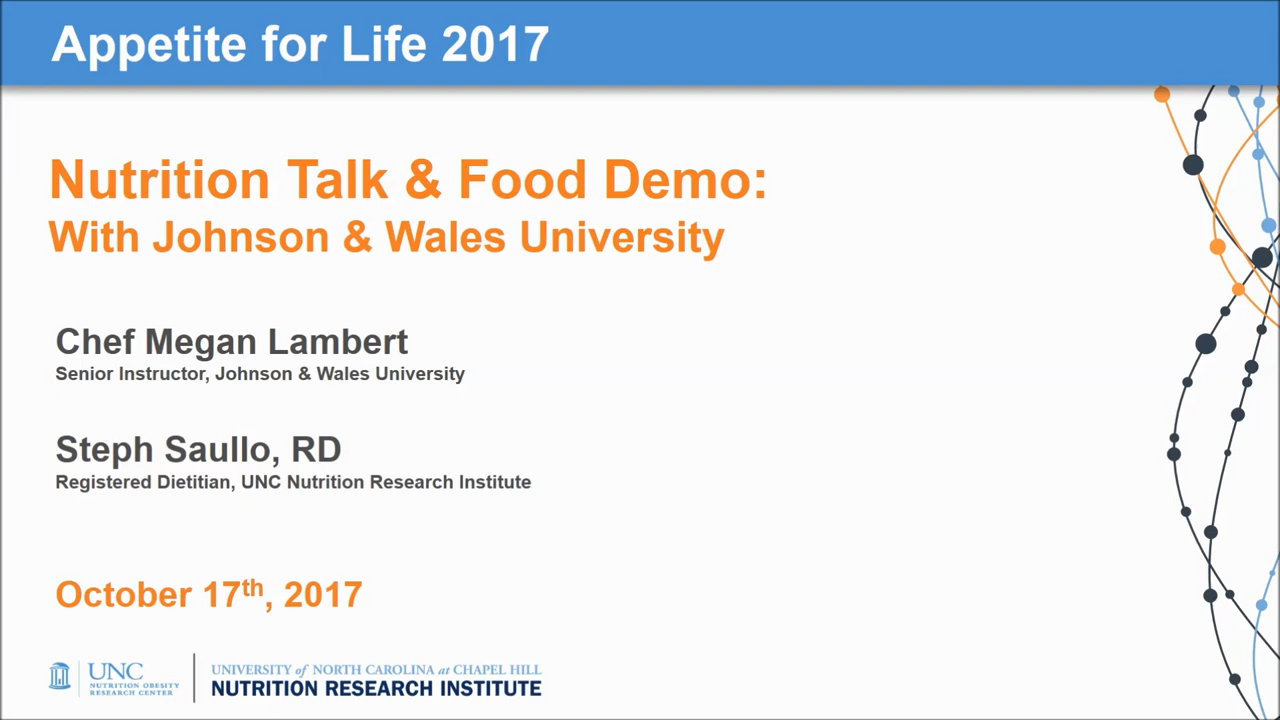 Appetite for Life 2017
Nutrition Talk & Food Demo:
With Johnson & Wales University
Chef Megan Lambert
Senior Instructor, Johnson & Wales University
Steph Saullo, RD
Registered Dietitian, UNC Nutrition Research Institute
October 17th, 2017
UNC
NUTRITION OBESITY
RESEARCH CENTER
UNIVERSITY of NORTH CAROLINA at CHAPEL HILL
NUTRITION RESEARCH INSTITUTE